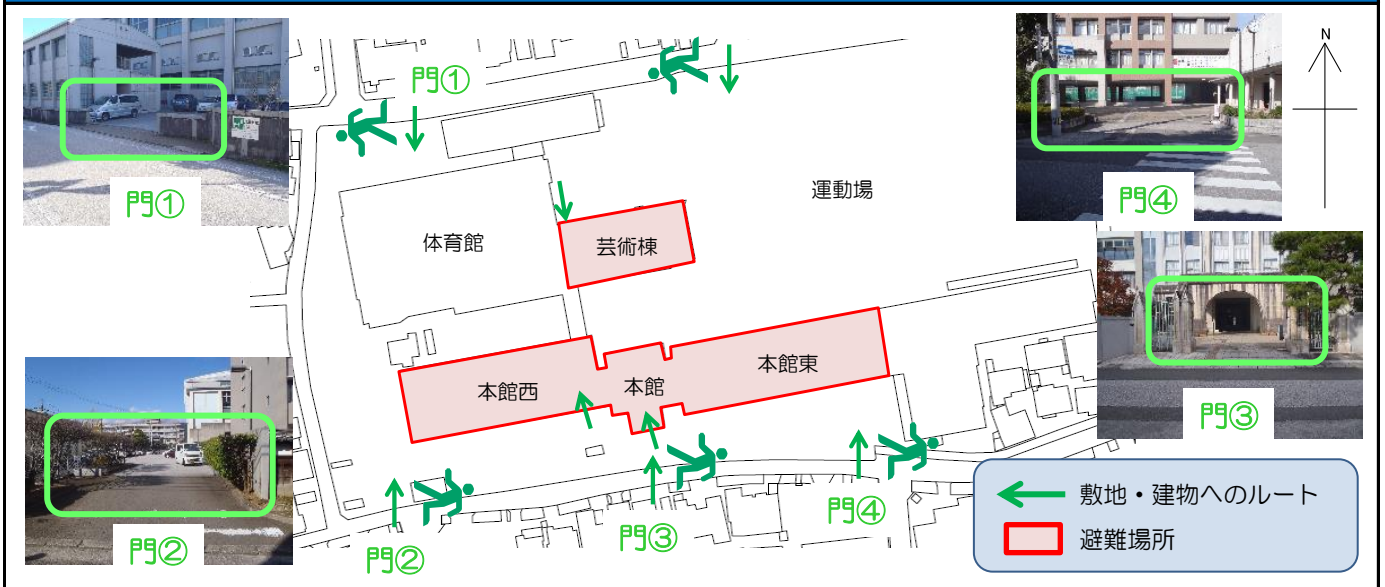 門①
門①
門②
門④
門③
N
運動場
体育館
芸術棟
本館西
本館
本館東
門②
門③
門④
敷地・建物へのルート
避難場所